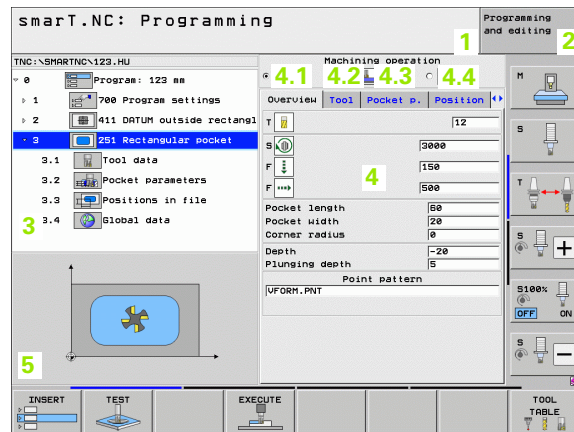 smarT.NC: Programming
Programming and editing
1
2
TNC:\SMARTNC\123.HU
0 Program: 123 mm
1 700 Program settings
2 411 DATUM outside rectangl
3 251 Rectangular pocket
3.1 Tool data
3.2 Pocket parameters
3.3 Positions in file
3.4 Global data
3
5
Machining operation
4.1 4.2 4.3 4.4
Overview Tool Pocket p. Position
T 12
S 3000
F 150
F 500
4
Pocket length 60
Pocket width 20
Corner radius 0
Depth -20
Plunging depth 5
Point pattern
VFORM.PNT
M
S
T
S +
S100%
OFF ON
S -
INSERT
TEST
EXECUTE
TOOL TABLE